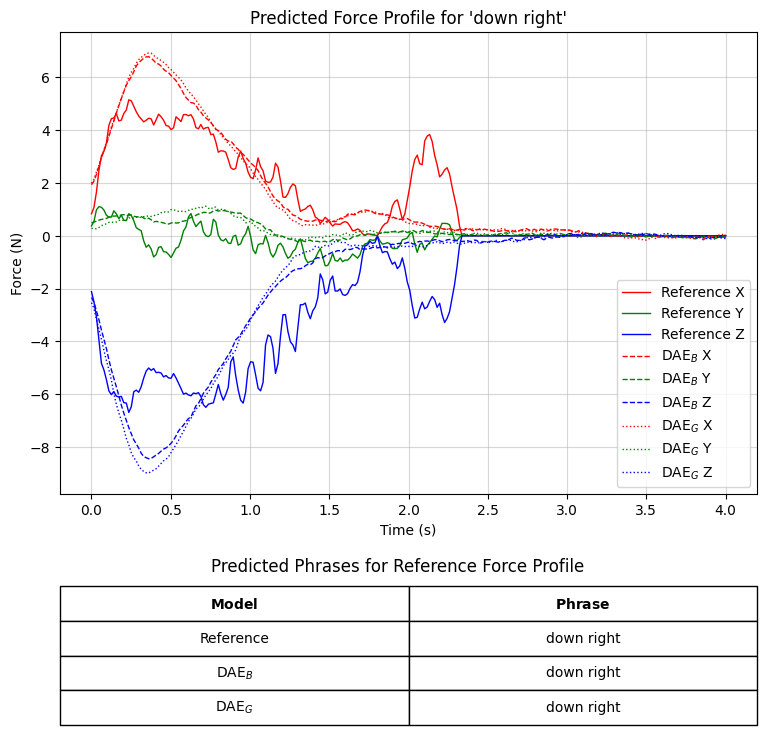 Predicted Force Profile for 'down right'
6
4
2
0
−2
−4
−6
−8
Force (N)
0.0 0.5 1.0 1.5 2.0 2.5 3.0 3.5 4.0
Time (s)
Reference X
Reference Y
Reference Z
DAE_B X
DAE_B Y
DAE_B Z
DAE_G X
DAE_G Y
DAE_G Z
Predicted Phrases for Reference Force Profile
Model Phrase
Reference down right
DAE_B down right
DAE_G down right